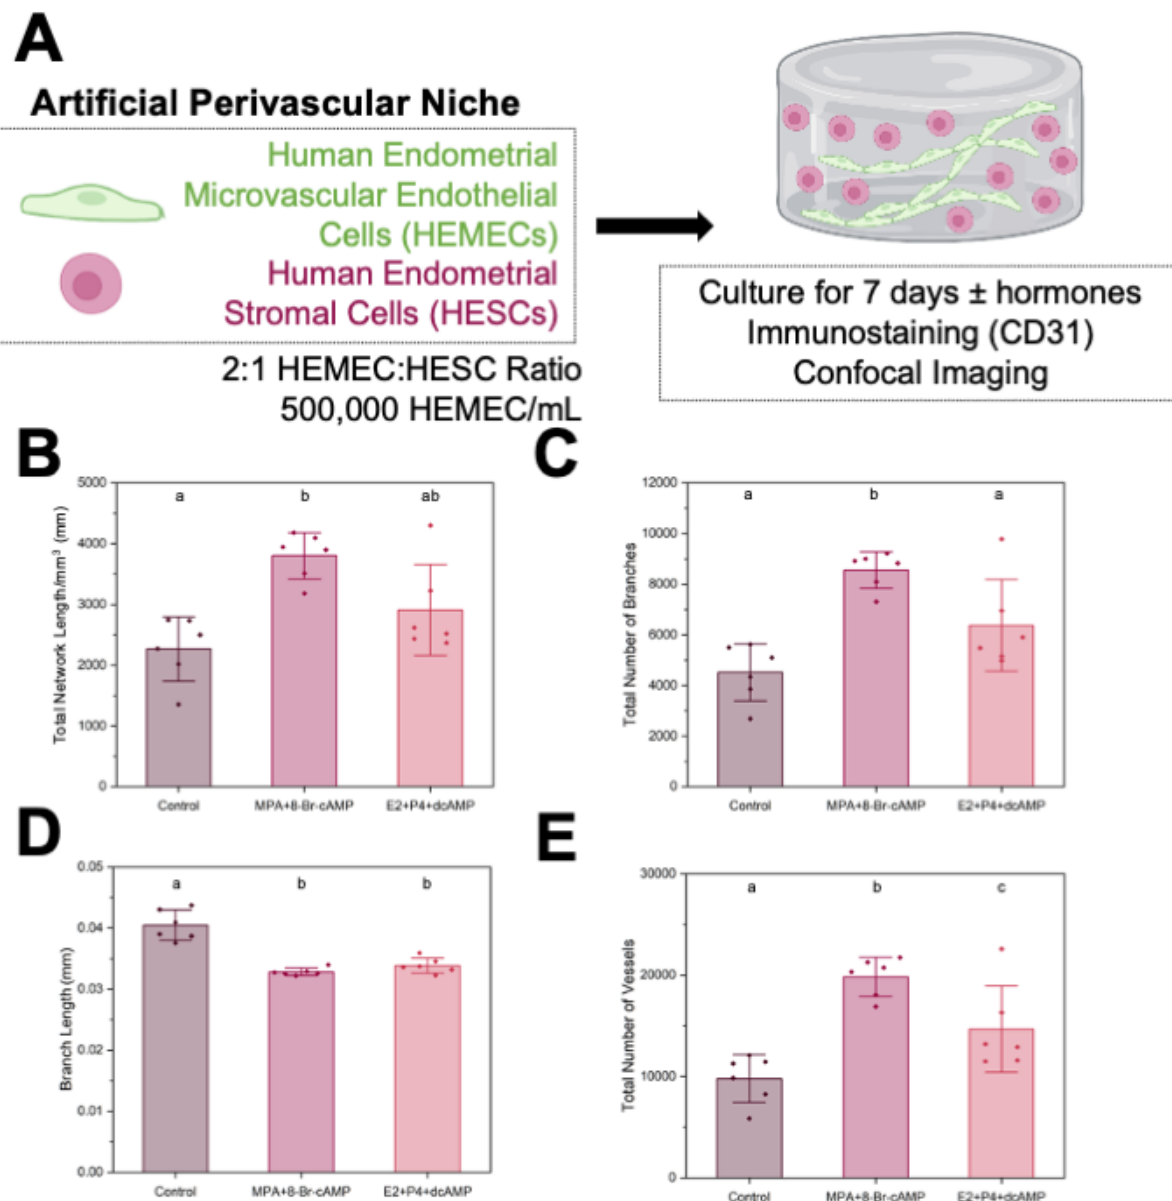 A
Artificial Perivascular Niche
Human Endometrial
Microvascular Endothelial
Cells (HEMECs)
Human Endometrial
Stromal Cells (HESCs)
2:1 HEMEC:HESC Ratio
500,000 HEMEC/mL
Culture for 7 days ± hormones
Immunostaining (CD31)
Confocal Imaging
B
Total Network Length/mm³ (mm)
5000
4000
3000
2000
1000
0
a b ab
Control MPA+8-Br-cAMP E2+P4+dcAMP
C
Total Number of Branches
12000
10000
8000
6000
4000
2000
0
a b a
Control MPA+8-Br-cAMP E2+P4+dcAMP
D
Branch Length (mm)
0.05
0.04
0.03
0.02
0.01
0.00
a b b
Control MPA+8-Br-cAMP E2+P4+dcAMP
E
Total Number of Vessels
30000
20000
10000
0
a b c
Control MPA+8-Br-cAMP E2+P4+dcAMP